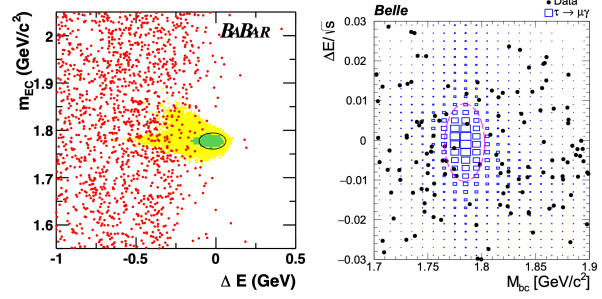 BABAR
m_EC (GeV/c²)
2
1.9
1.8
1.7
1.6
-1
-0.5
0
0.5
Δ E (GeV)
Belle
Data
τ → μγ
ΔE/√s
0.03
0.02
0.01
0
−0.01
−0.02
−0.03
1.7
1.75
1.8
1.85
1.9
M_bc [GeV/c²]